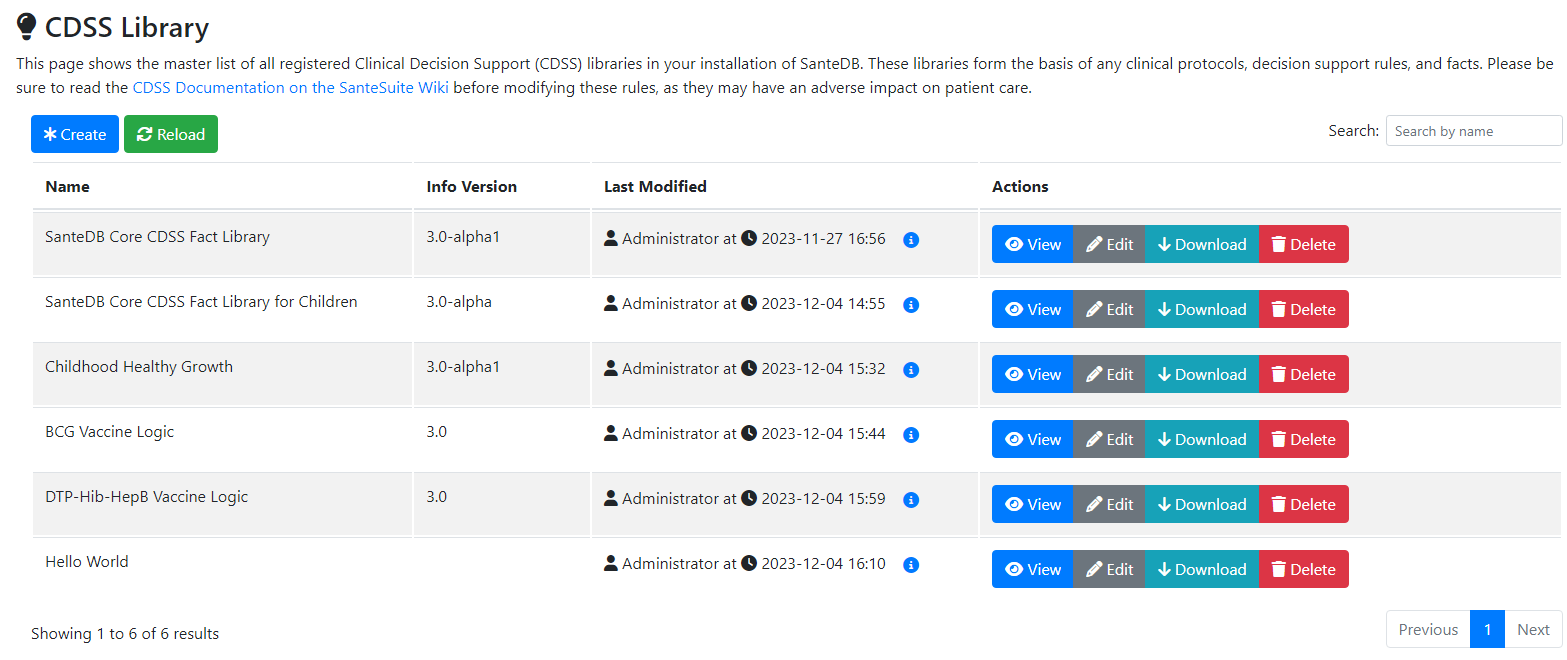 CDSS Library
This page shows the master list of all registered Clinical Decision Support (CDSS) libraries in your installation of SanteDB. These libraries form the basis of any clinical protocols, decision support rules, and facts. Please be
sure to read the CDSS Documentation on the SanteSuite Wiki before modifying these rules, as they may have an adverse impact on patient care.
Create Reload Search: Search by name
Name Info Version Last Modified Actions
SanteDB Core CDSS Fact Library 3.0-alpha1 Administrator at 2023-11-27 16:56 View Edit Download Delete
SanteDB Core CDSS Fact Library for Children 3.0-alpha Administrator at 2023-12-04 14:55 View Edit Download Delete
Childhood Healthy Growth 3.0-alpha1 Administrator at 2023-12-04 15:32 View Edit Download Delete
BCG Vaccine Logic 3.0 Administrator at 2023-12-04 15:44 View Edit Download Delete
DTP-Hib-HepB Vaccine Logic 3.0 Administrator at 2023-12-04 15:59 View Edit Download Delete
Hello World Administrator at 2023-12-04 16:10 View Edit Download Delete
Showing 1 to 6 of 6 results Previous 1 Next